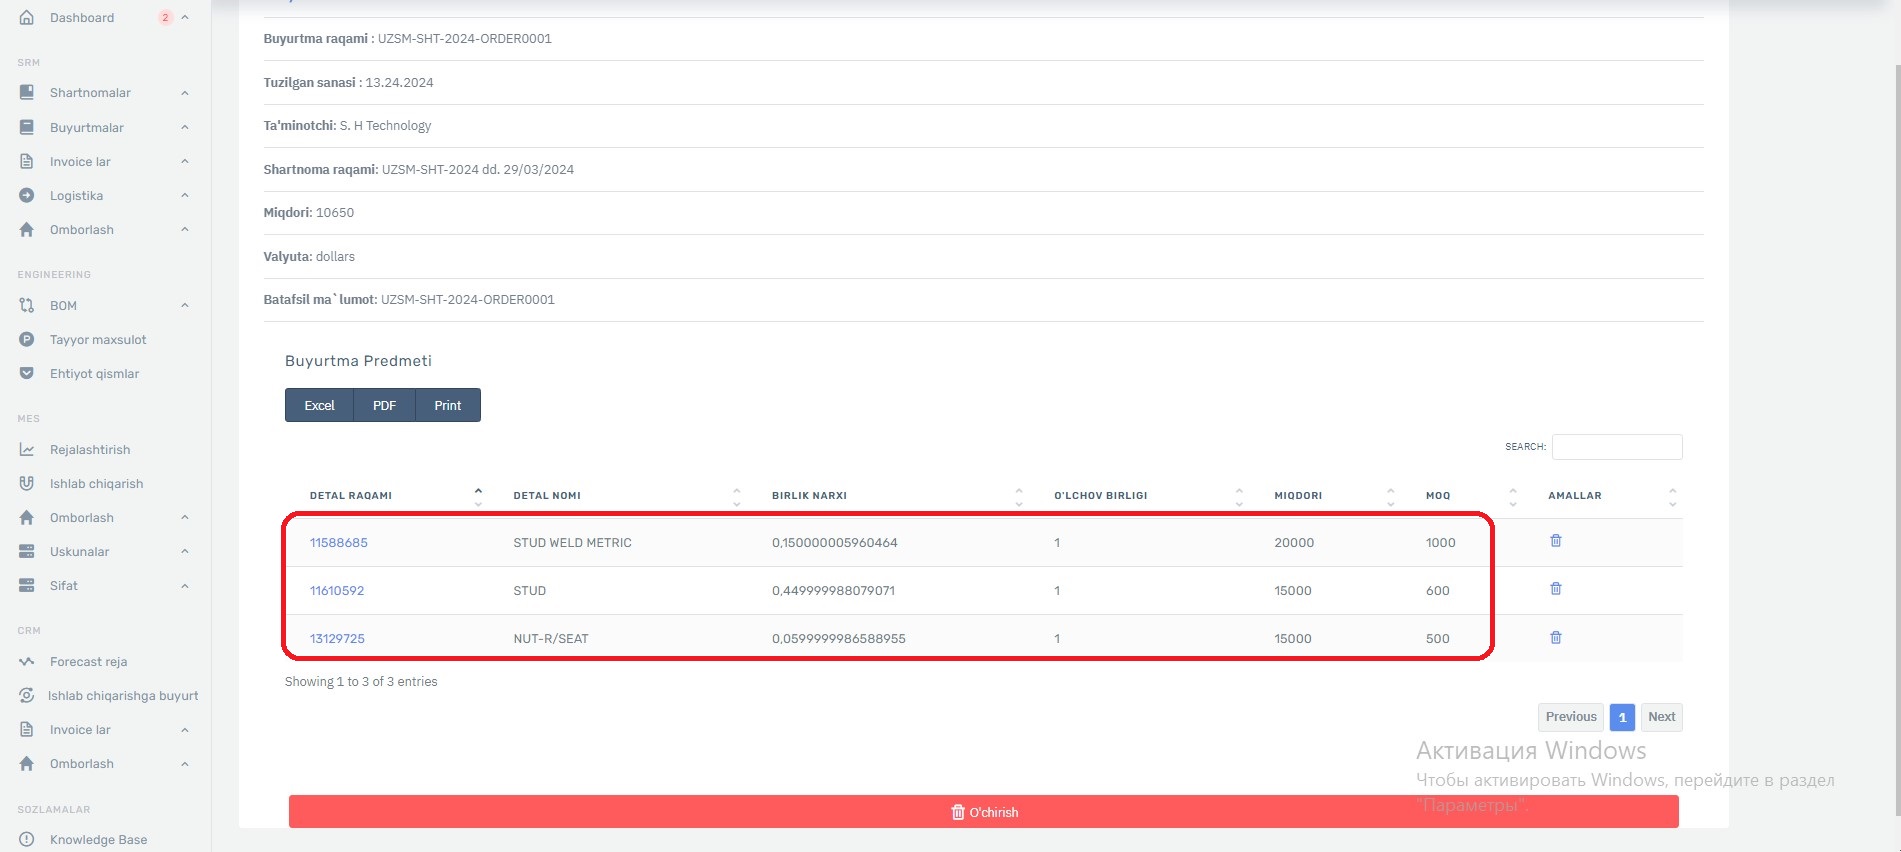 Dashboard 2
SRM
Shartnomalar
Buyurtmalar
Invoice lar
Logistika
Omborlash
ENGINEERING
BOM
Tayyor maxsulot
Ehtiyot qismlar
MES
Rejalashtirish
Ishlab chiqarish
Omborlash
Uskunalar
Sifat
CRM
Forecast reja
Ishlab chiqarishga buyurt
Invoice lar
Omborlash
SOZLAMALAR
Knowledge Base
Buyurtma raqami : UZSM-SHT-2024-ORDER0001
Tuzilgan sanasi : 13.24.2024
Ta'minotchi: S. H Technology
Shartnoma raqami: UZSM-SHT-2024 dd. 29/03/2024
Miqdori: 10650
Valyuta: dollars
Batafsil ma`lumot: UZSM-SHT-2024-ORDER0001
Buyurtma Predmeti
Excel PDF Print
SEARCH:
DETAL RAQAMI DETAL NOMI BIRLIK NARXI O'LCHOV BIRLIGI MIQDORI MOQ AMALLAR
11588685 STUD WELD METRIC 0,150000005960464 1 20000 1000
11610592 STUD 0,449999988079071 1 15000 600
13129725 NUT-R/SEAT 0,0599999986588955 1 15000 500
Showing 1 to 3 of 3 entries
Previous 1 Next
Активация Windows
Чтобы активировать Windows, перейдите в раздел
"Параметры".
O'chirish